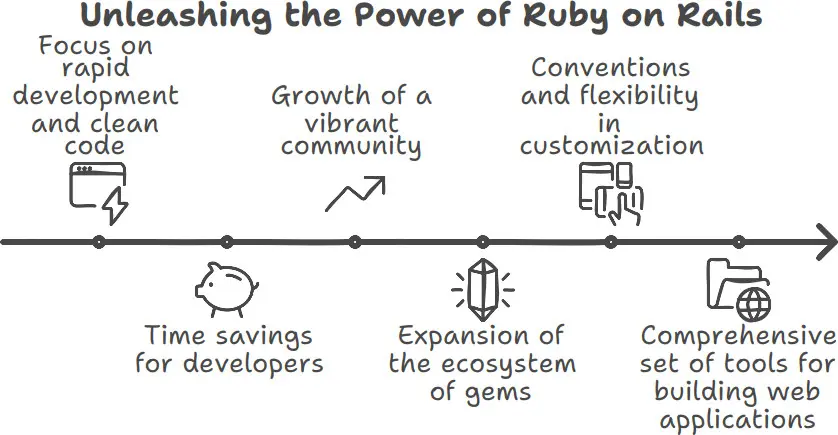 Unleashing the Power of Ruby on Rails
Focus on
rapid
development
and clean
code
Growth of a
vibrant
community
Conventions
and flexibility
in
customization
Time savings
for developers
Expansion of
the ecosystem
of gems
Comprehensive
set of tools for
building web
applications